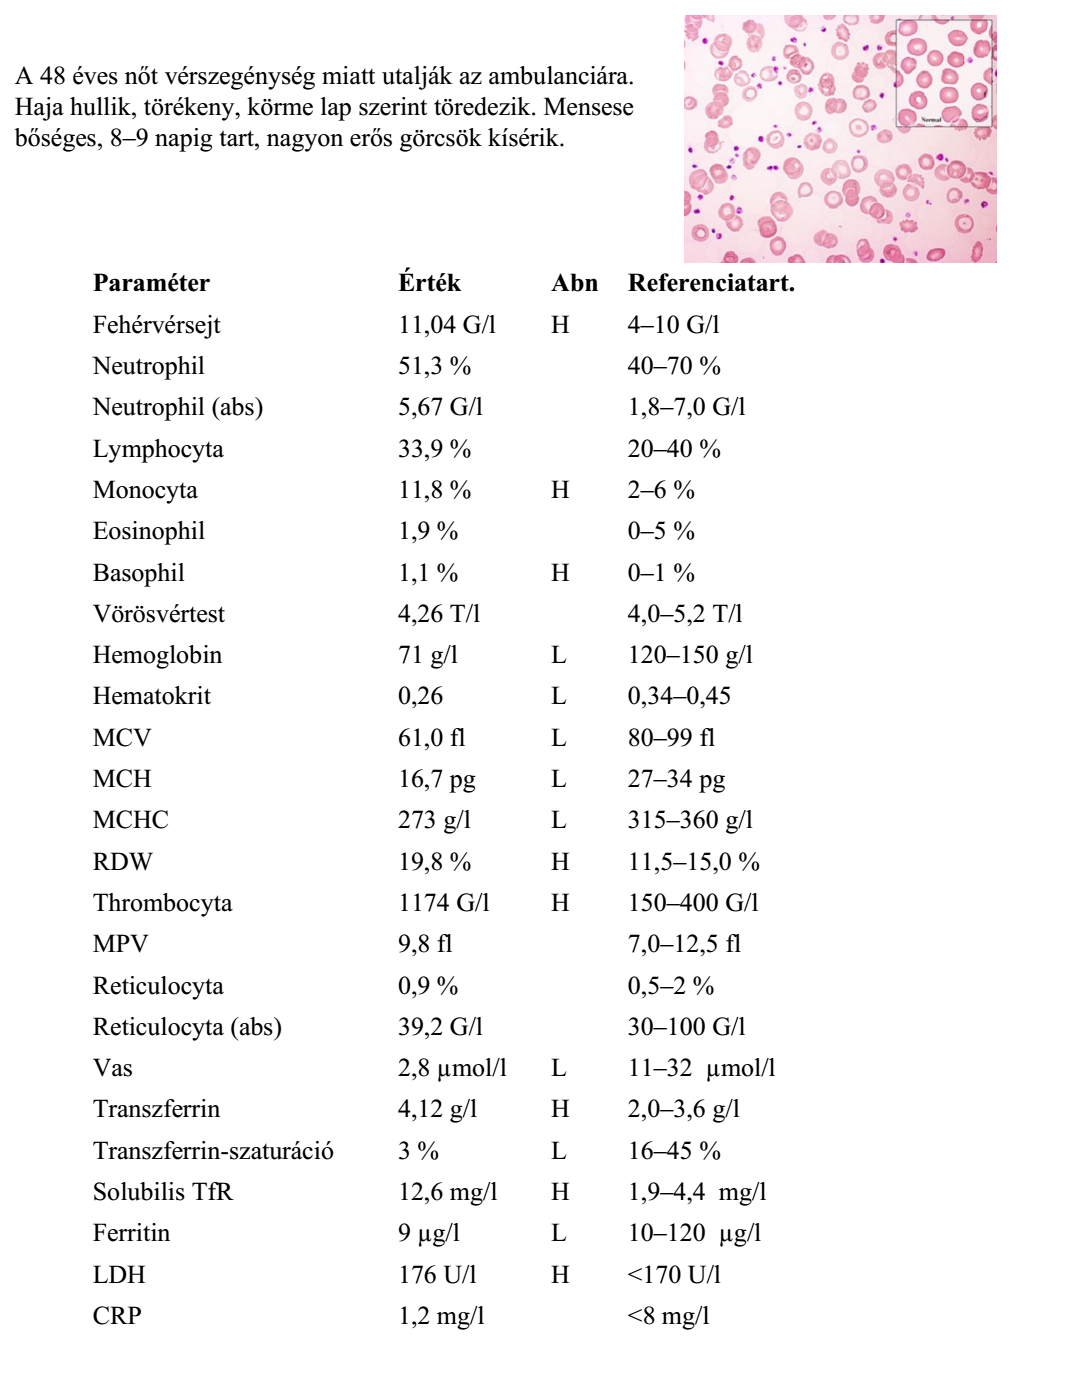 A 48 éves nőt vérszegénység miatt utalják az ambulanciára.
Haja hullik, törékeny, körme lap szerint töredezik. Mensese
bőséges, 8–9 napig tart, nagyon erős görcsök kísérik.
Normal
Paraméter Érték Abn Referenciatart.
Fehérvérsejt 11,04 G/l H 4–10 G/l
Neutrophil 51,3 % 40–70 %
Neutrophil (abs) 5,67 G/l 1,8–7,0 G/l
Lymphocyta 33,9 % 20–40 %
Monocyta 11,8 % H 2–6 %
Eosinophil 1,9 % 0–5 %
Basophil 1,1 % H 0–1 %
Vörösvértest 4,26 T/l 4,0–5,2 T/l
Hemoglobin 71 g/l L 120–150 g/l
Hematokrit 0,26 L 0,34–0,45
MCV 61,0 fl L 80–99 fl
MCH 16,7 pg L 27–34 pg
MCHC 273 g/l L 315–360 g/l
RDW 19,8 % H 11,5–15,0 %
Thrombocyta 1174 G/l H 150–400 G/l
MPV 9,8 fl 7,0–12,5 fl
Reticulocyta 0,9 % 0,5–2 %
Reticulocyta (abs) 39,2 G/l 30–100 G/l
Vas 2,8 µmol/l L 11–32 µmol/l
Transzferrin 4,12 g/l H 2,0–3,6 g/l
Transzferrin-szaturáció 3 % L 16–45 %
Solubilis TfR 12,6 mg/l H 1,9–4,4 mg/l
Ferritin 9 µg/l L 10–120 µg/l
LDH 176 U/l H <170 U/l
CRP 1,2 mg/l <8 mg/l